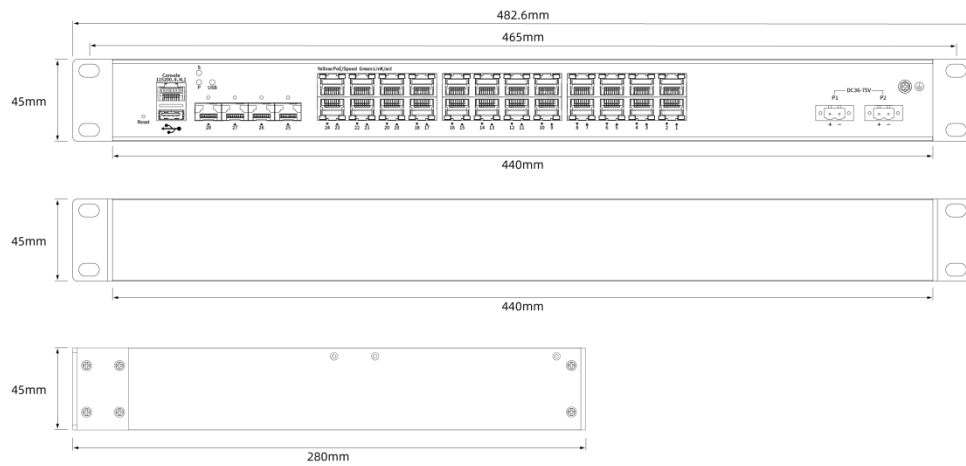 482.6mm
465mm
45mm
Console
115200.8.N.1
S
P USB
Reset
Yellow:PoE/Speed Green:Link/act
28 27 26 25
24 23 22 21 20 19 18 17 16 15 14 13 12 11 10 9 8 7 6 5 4 3 2 1
DC36-75V
P1 P2
+ − + −
440mm
45mm
440mm
45mm
280mm